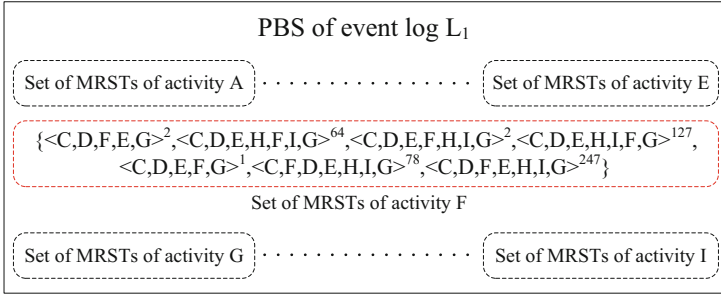 PBS of event log L₁
Set of MRSTs of activity A . . . . . . . . . . . . . . . . Set of MRSTs of activity E
{<C,D,F,E,G>²,<C,D,E,H,F,I,G>⁶⁴,<C,D,E,F,H,I,G>²,<C,D,E,H,I,F,G>¹²⁷,
<C,D,E,F,G>¹,<C,F,D,E,H,I,G>⁷⁸,<C,D,F,E,H,I,G>²⁴⁷}
Set of MRSTs of activity F
Set of MRSTs of activity G . . . . . . . . . . . . . . . . Set of MRSTs of activity I